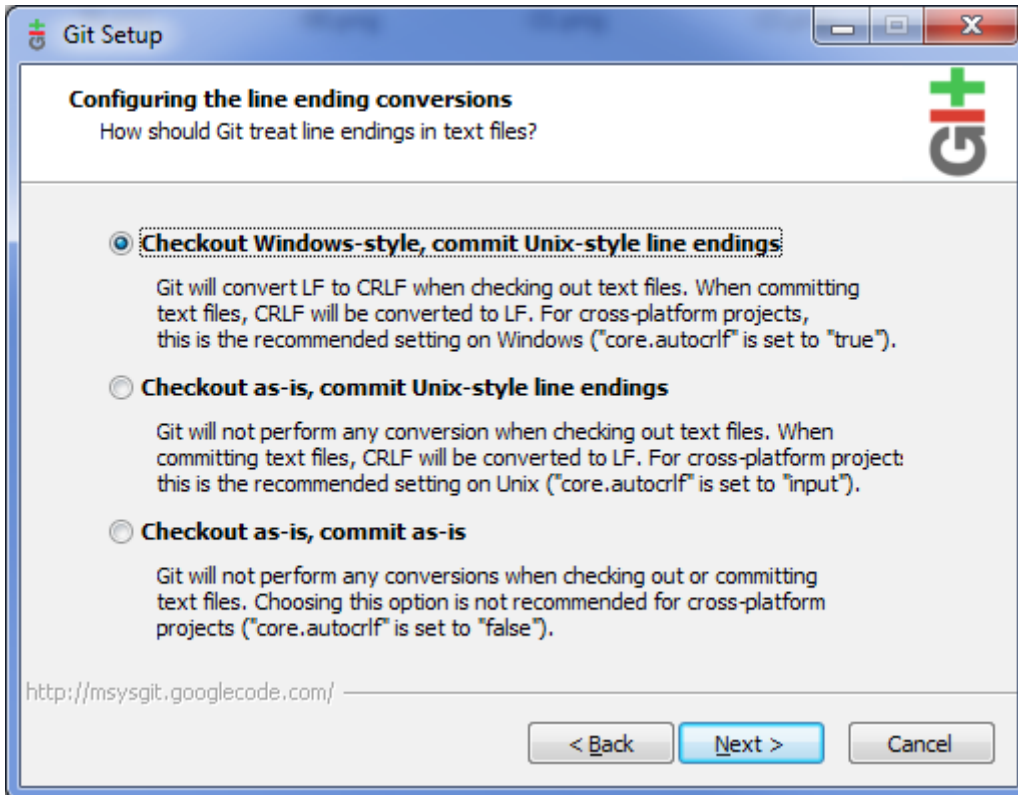 Git Setup
Configuring the line ending conversions
How should Git treat line endings in text files?
Checkout Windows-style, commit Unix-style line endings
Git will convert LF to CRLF when checking out text files. When committing
text files, CRLF will be converted to LF. For cross-platform projects,
this is the recommended setting on Windows ("core.autocrlf" is set to "true").
Checkout as-is, commit Unix-style line endings
Git will not perform any conversion when checking out text files. When
committing text files, CRLF will be converted to LF. For cross-platform project
this is the recommended setting on Unix ("core.autocrlf" is set to "input").
Checkout as-is, commit as-is
Git will not perform any conversions when checking out or committing
text files. Choosing this option is not recommended for cross-platform
projects ("core.autocrlf" is set to "false").
http://msysgit.googlecode.com/
< Back
Next >
Cancel